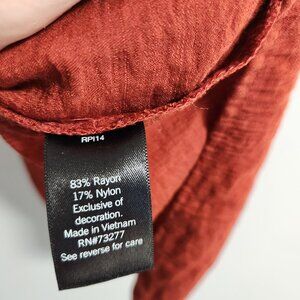 RPI14
83% Rayon
17% Nylon
Exclusive of
decoration.
Made in Vietnam
RN#73277
See reverse for care